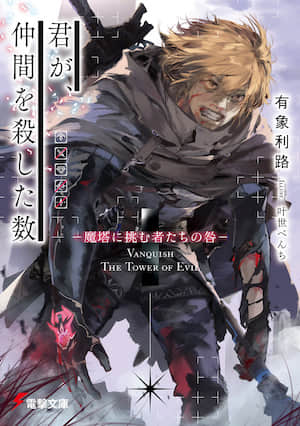 君が、
仲間を殺した数
－魔塔に挑む者たちの咎－
VANQUISH
THE TOWER OF EVIL
有象利路
叶世べんち
電撃文庫